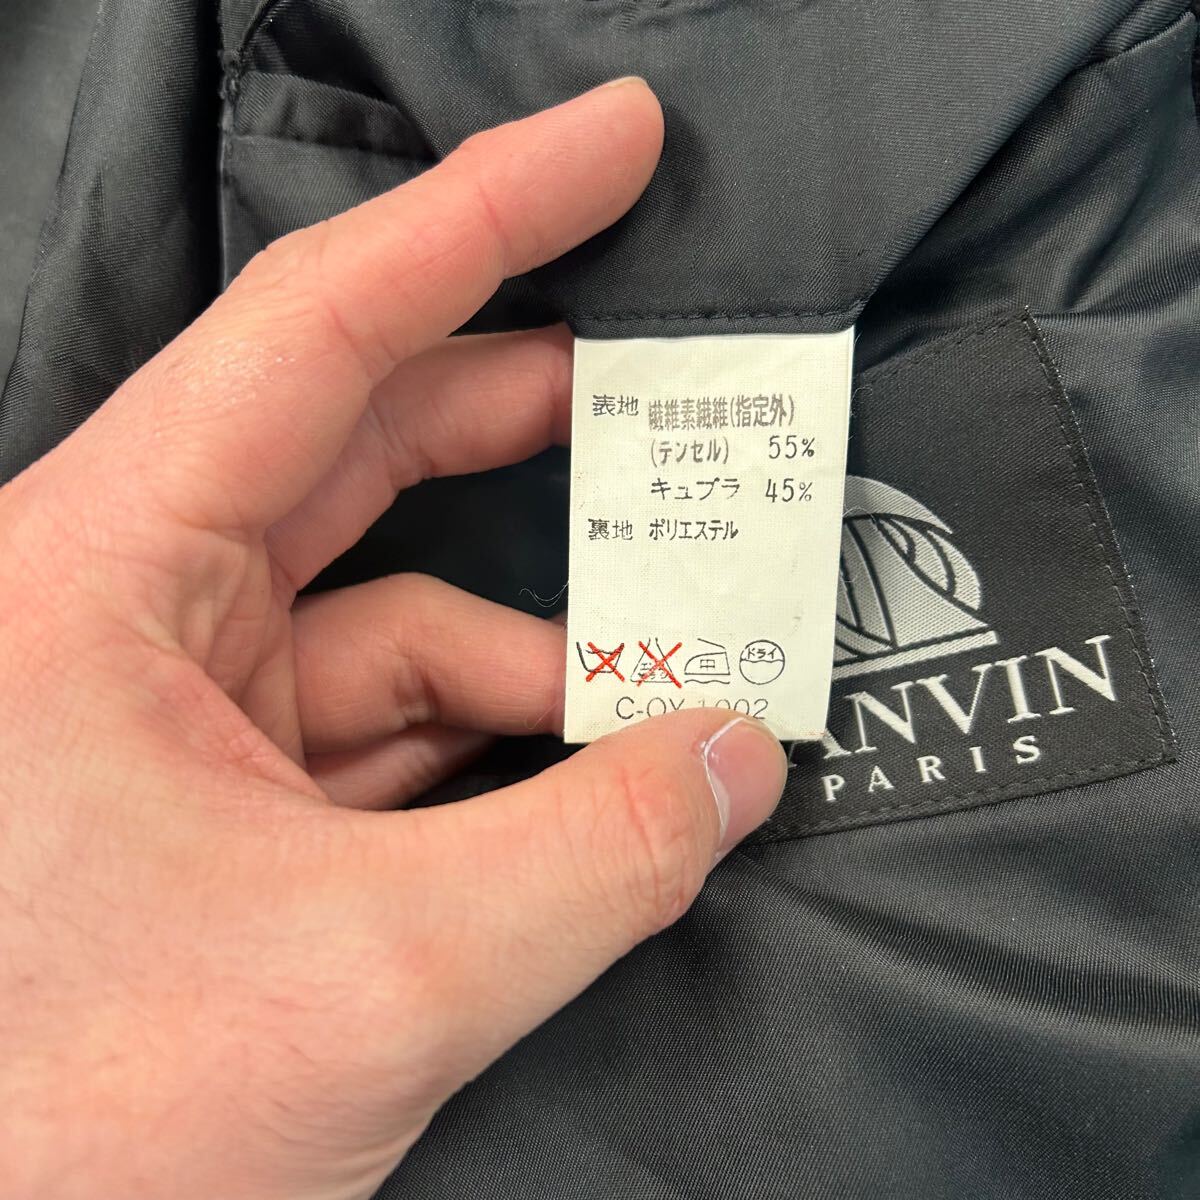 表地 繊維素繊維(指定外)
(テンセル) 55%
キュプラ 45%
裏地 ポリエステル
ドライ
ANVIN
PARIS